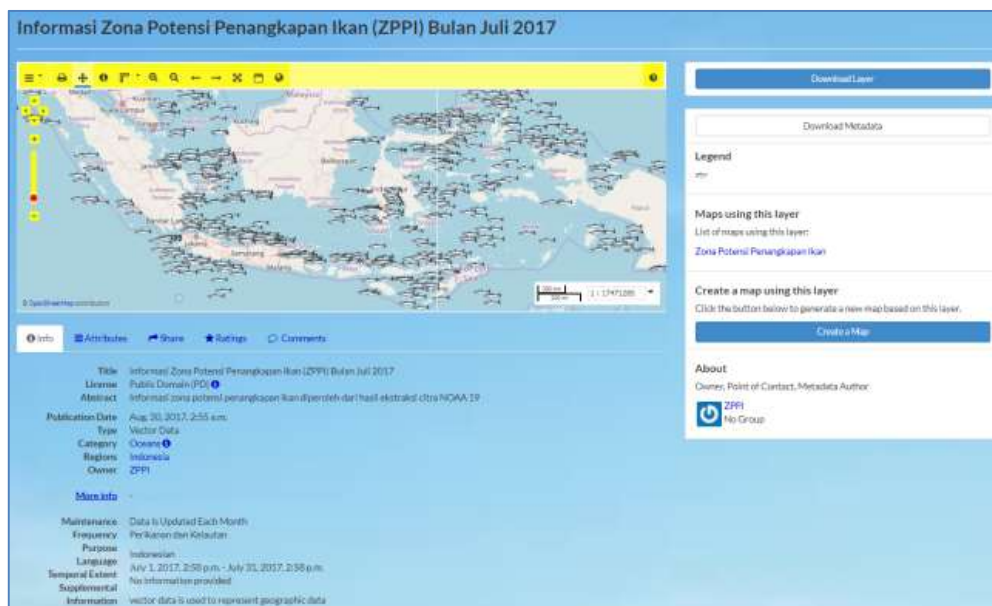 Informasi Zona Potensi Penangkapan Ikan (ZPPI) Bulan Juli 2017
Download Layer
Download Metadata
Legend
Maps using this layer
List of maps using this layer:
Zona Potensi Penangkapan Ikan
Create a map using this layer
Click the button below to generate a new map based on this layer.
Create a Map
About
Owner, Point of Contact, Metadata Author
ZPPI
No Group
Malaysia
Kuching
Semarang
Malang
© OpenStreetMap contributors
Info Attributes Share Ratings Comments
Title Informasi Zona Potensi Penangkapan Ikan (ZPPI) Bulan Juli 2017
License Public Domain (PD)
Abstract Informasi zona potensi penangkapan ikan diperoleh dari hasil ekstraksi citra NOAA 19
Publication Date Aug. 20, 2017, 2:55 a.m.
Type Vector Data
Category Oceans
Regions Indonesia
Owner ZPPI
More info -
Maintenance Data is Updated Each Month
Frequency Perikanan dan Kelautan
Purpose
Language Indonesian
Temporal Extent July 1, 2017, 2:58 p.m. - July 31, 2017, 2:58 p.m.
Supplemental No information provided
Information vector data is used to represent geographic data